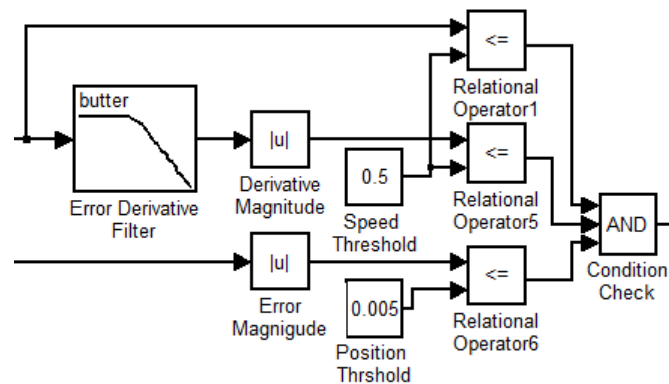 <=
Relational
Operator1
butter
Error Derivative
Filter
|u|
Derivative
Magnitude
0.5
Speed
Threshold
<=
Relational
Operator5
|u|
Error
Magnigude
0.005
Position
Thrshold
<=
Relational
Operator6
AND
Condition
Check